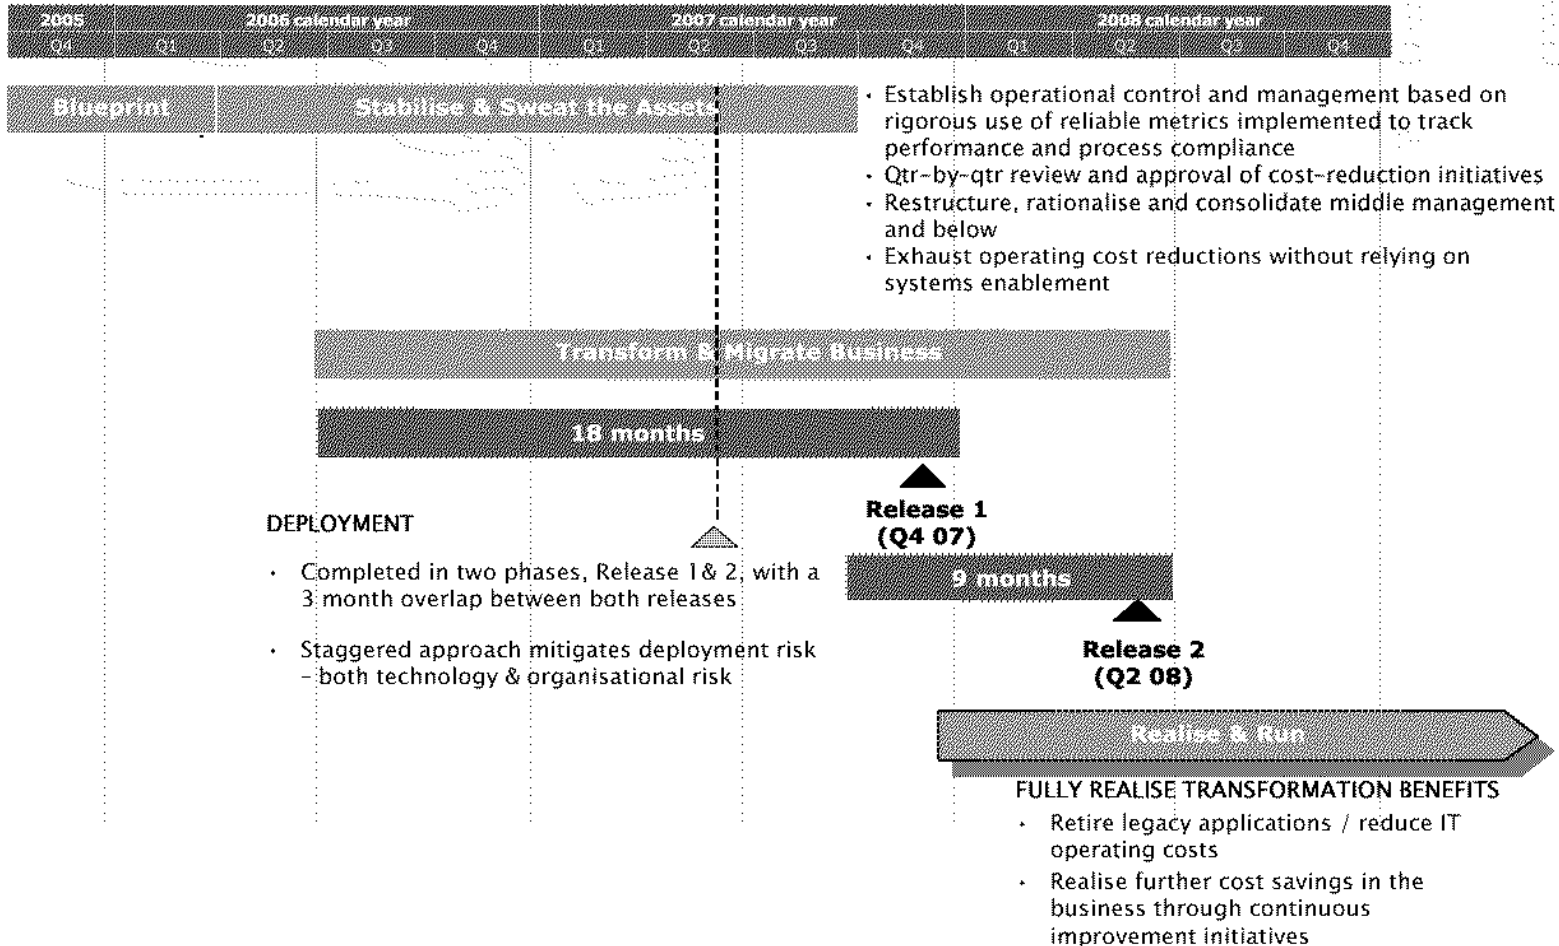 2005 2006 calendar year 2007 calendar year 2008 calendar year
Q4 Q1 Q2 Q3 Q4 Q1 Q2 Q3 Q4 Q1 Q2 Q3 Q4
Blueprint
Stabilise & Sweat the Assets
• Establish operational control and management based on
rigorous use of reliable metrics implemented to track
performance and process compliance
• Qtr-by-qtr review and approval of cost-reduction initiatives
• Restructure, rationalise and consolidate middle management
and below
• Exhaust operating cost reductions without relying on
systems enablement
Transform & Migrate Business
18 months
Release 1
(Q4 07)
DEPLOYMENT
• Completed in two phases, Release 1& 2, with a
3 month overlap between both releases
• Staggered approach mitigates deployment risk
– both technology & organisational risk
9 months
Release 2
(Q2 08)
Realise & Run
FULLY REALISE TRANSFORMATION BENEFITS
• Retire legacy applications / reduce IT
operating costs
• Realise further cost savings in the
business through continuous
improvement initiatives